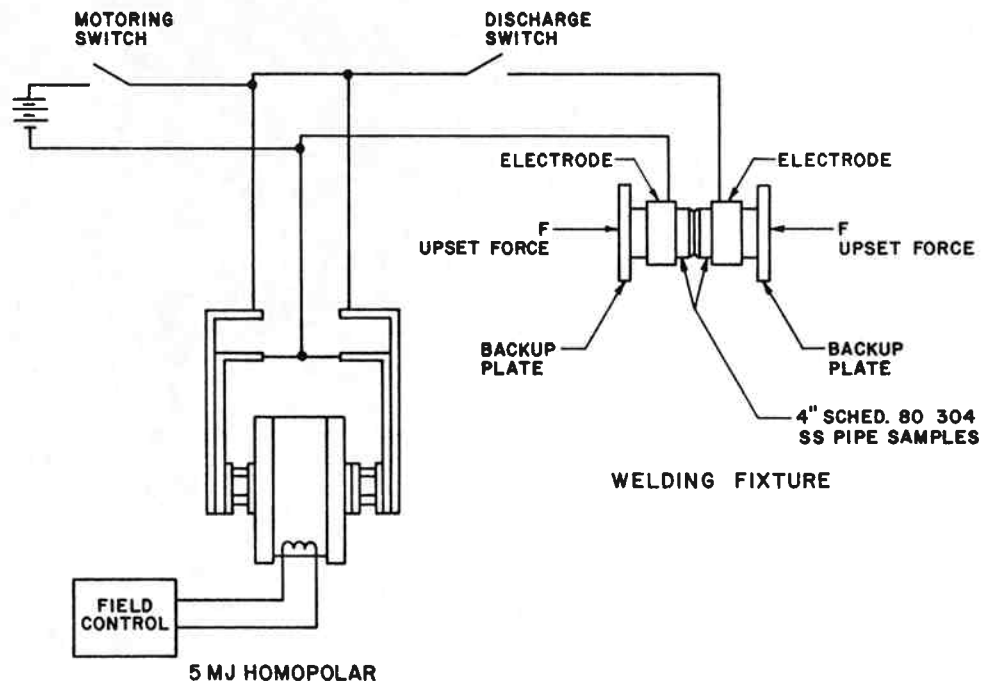 MOTORING
SWITCH
DISCHARGE
SWITCH
ELECTRODE
ELECTRODE
F
UPSET FORCE
F
UPSET FORCE
BACKUP
PLATE
BACKUP
PLATE
4" SCHED. 80 304
SS PIPE SAMPLES
WELDING FIXTURE
FIELD
CONTROL
5 MJ HOMOPOLAR